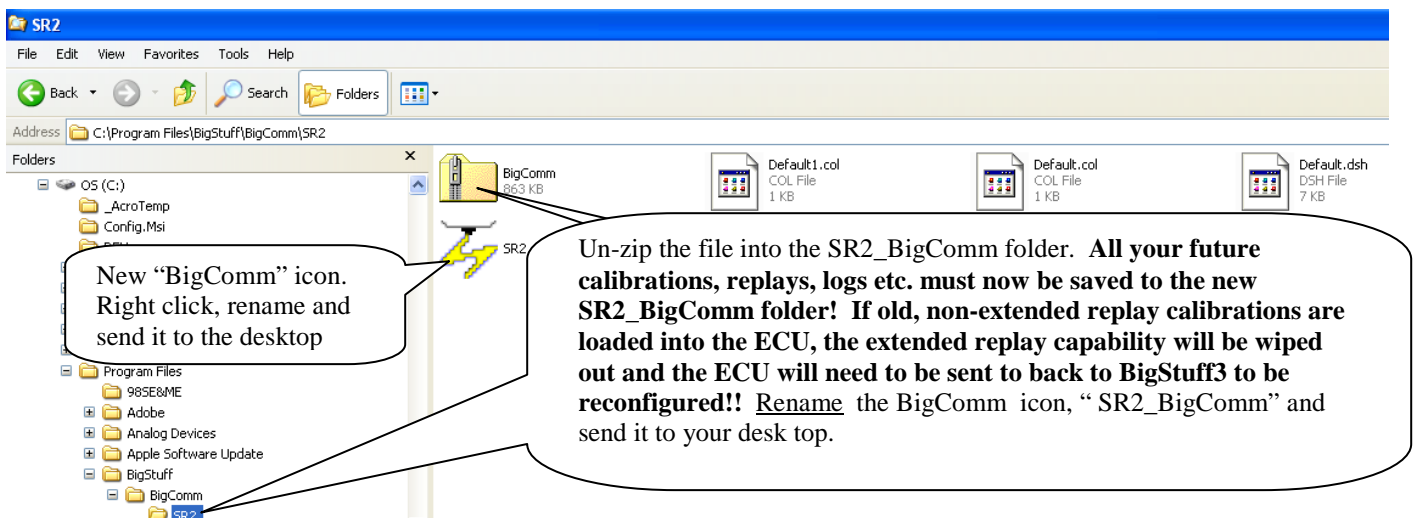 SR2
File Edit View Favorites Tools Help
Back Search Folders
Address C:\Program Files\BigStuff\BigComm\SR2
Folders x
OS (C:)
_AcroTemp
Config.Msi
Program Files
98SE&ME
Adobe
Analog Devices
Apple Software Update
BigStuff
BigComm
SR2
BigComm
863 KB
Default1.col
COL File
1 KB
Default.col
COL File
1 KB
Default.dsh
DSH File
7 KB
SR2
New “BigComm” icon.
Right click, rename and
send it to the desktop
Un-zip the file into the SR2_BigComm folder. All your future
calibrations, replays, logs etc. must now be saved to the new
SR2_BigComm folder! If old, non-extended replay calibrations are
loaded into the ECU, the extended replay capability will be wiped
out and the ECU will need to be sent to back to BigStuff3 to be
reconfigured!! Rename the BigComm icon, “ SR2_BigComm” and
send it to your desk top.